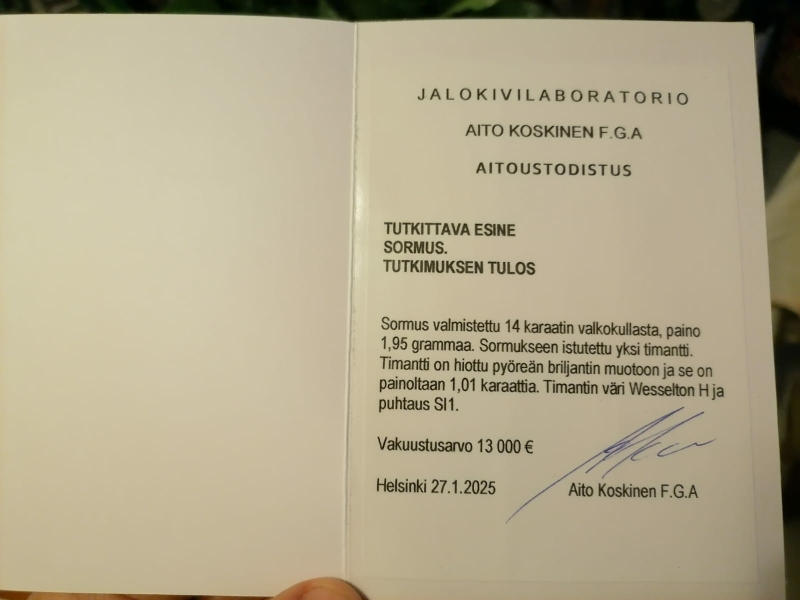 JALOKIVILABORATORIO
AITO KOSKINEN F.G.A
AITOUSTODISTUS
TUTKITTAVA ESINE
SORMUS.
TUTKIMUKSEN TULOS
Sormus valmistettu 14 karaatin valkokullasta, paino
1,95 grammaa. Sormukseen istutettu yksi timantti.
Timantti on hiottu pyöreän briljantin muotoon ja se on
painoltaan 1,01 karaattia. Timantin väri Wesselton H ja
puhtaus SI1.
Vakuustusarvo 13 000 €
Helsinki 27.1.2025 Aito Koskinen F.G.A